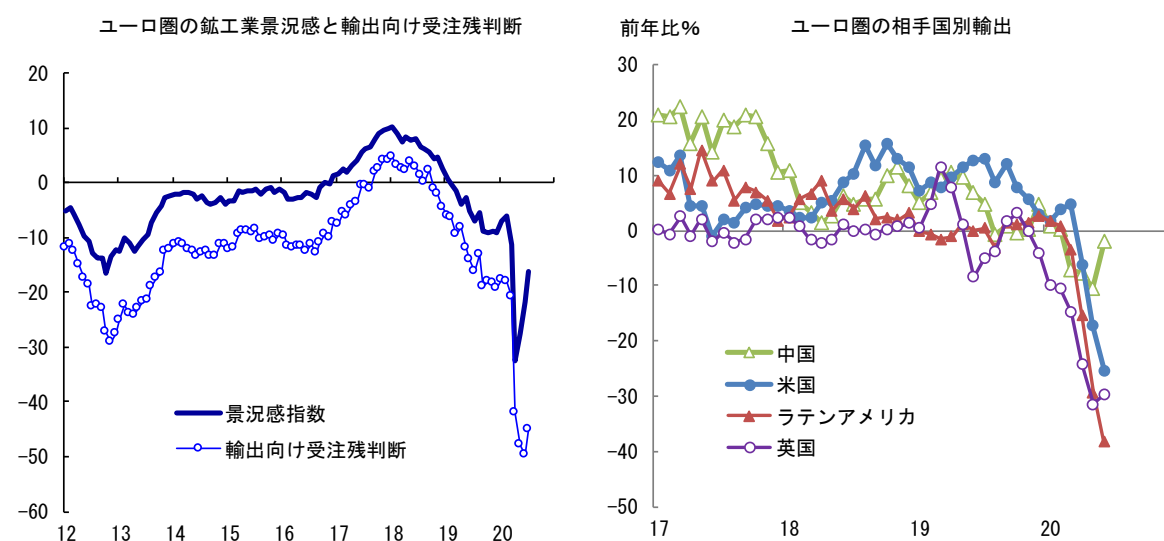 ユーロ圏の鉱工業景況感と輸出向け受注残判断
20
10
0
-10
-20
-30
-40
-50
-60
12 13 14 15 16 17 18 19 20
景況感指数
輸出向け受注残判断
前年比% ユーロ圏の相手国別輸出
30
20
10
0
-10
-20
-30
-40
-50
17 18 19 20
中国
米国
ラテンアメリカ
英国